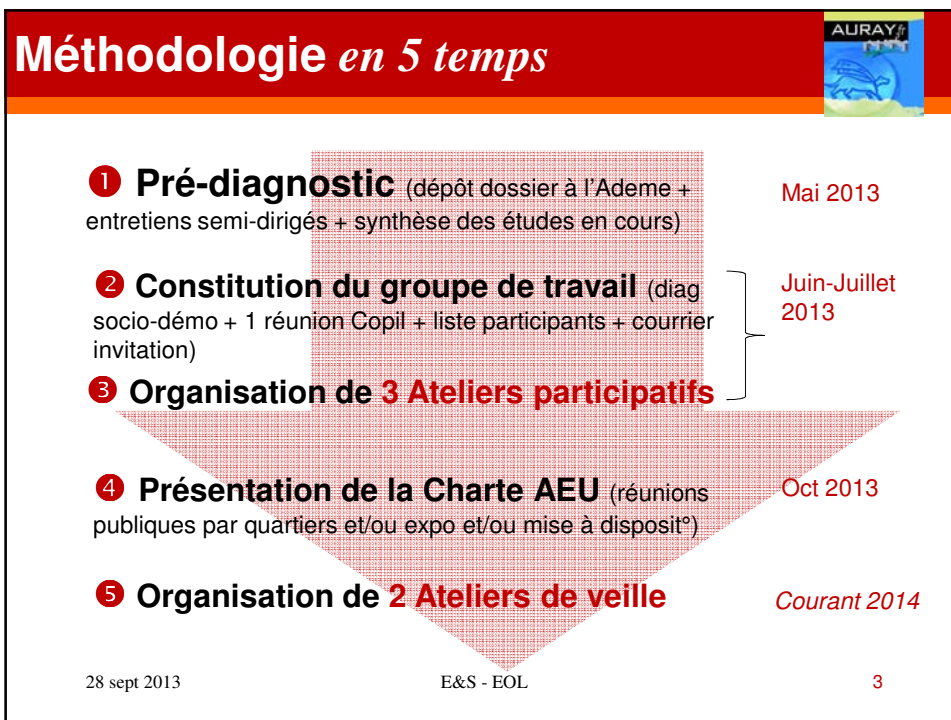 Méthodologie en 5 temps
AURAY.fr
❶ Pré-diagnostic (dépôt dossier à l'Ademe +
entretiens semi-dirigés + synthèse des études en cours)
Mai 2013
❷ Constitution du groupe de travail (diag
socio-démo + 1 réunion Copil + liste participants + courrier
invitation)
Juin-Juillet
2013
❸ Organisation de 3 Ateliers participatifs
❹ Présentation de la Charte AEU (réunions
publiques par quartiers et/ou expo et/ou mise à disposit°)
Oct 2013
❺ Organisation de 2 Ateliers de veille
Courant 2014
28 sept 2013
E&S - EOL
3